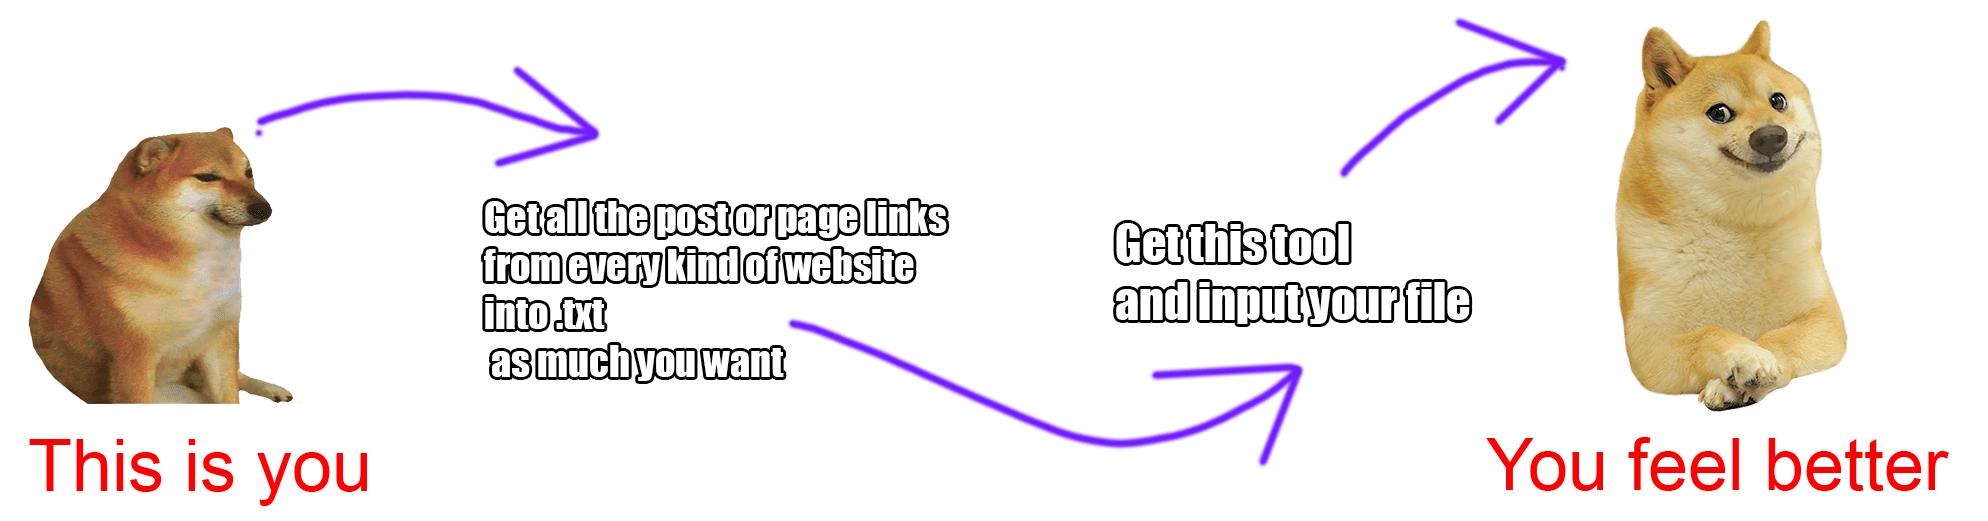 Get all the post or page links
from every kind of website
into .txt
as much you want
Get this tool
and input your file
This is you
You feel better